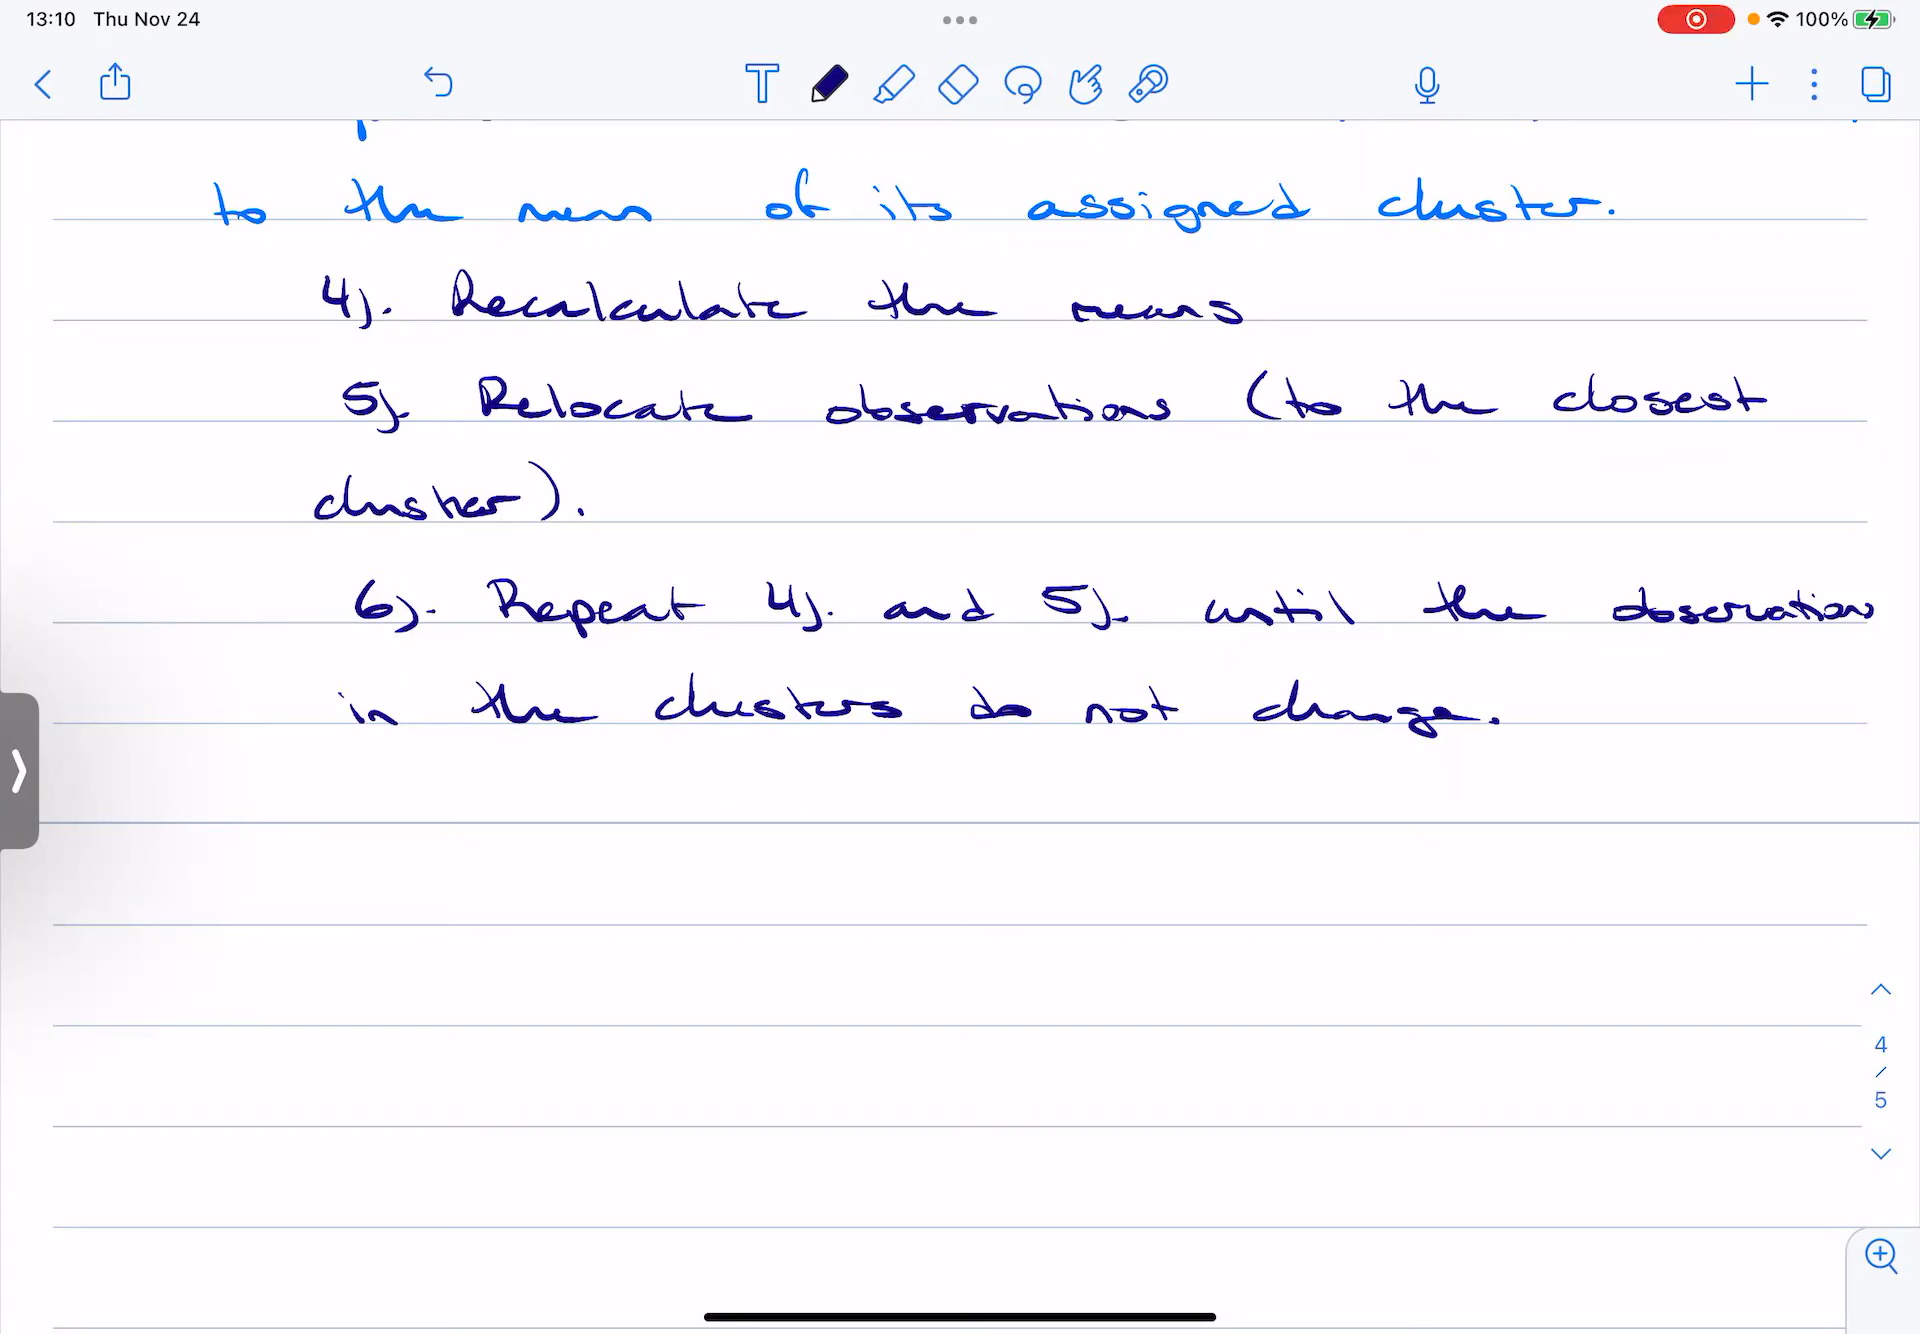 13:10 Thu Nov 24
100%
to the mean of its assigned cluster.
4). Recalculate the means
5). Relocate observations (to the closest
cluster).
6). Repeat 4). and 5). until the observations
in the clusters do not change.
4
/
5